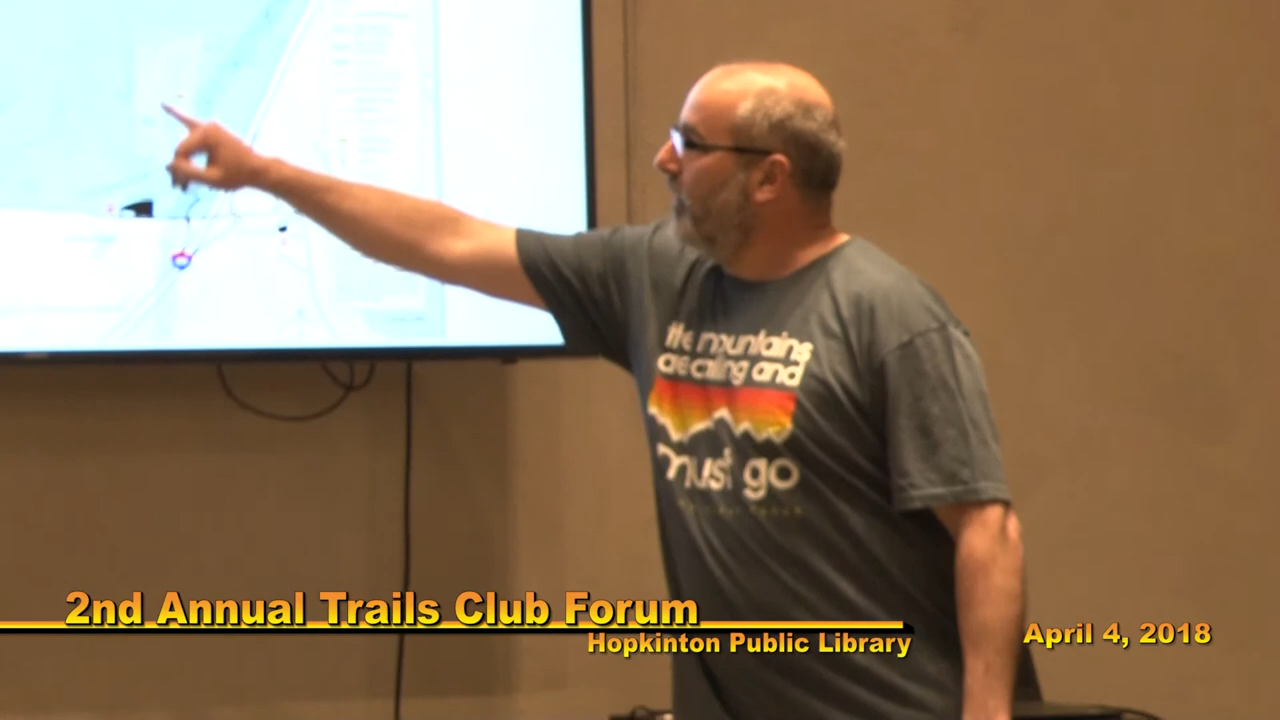 the mountains
are calling and
must go
2nd Annual Trails Club Forum
Hopkinton Public Library
April 4, 2018